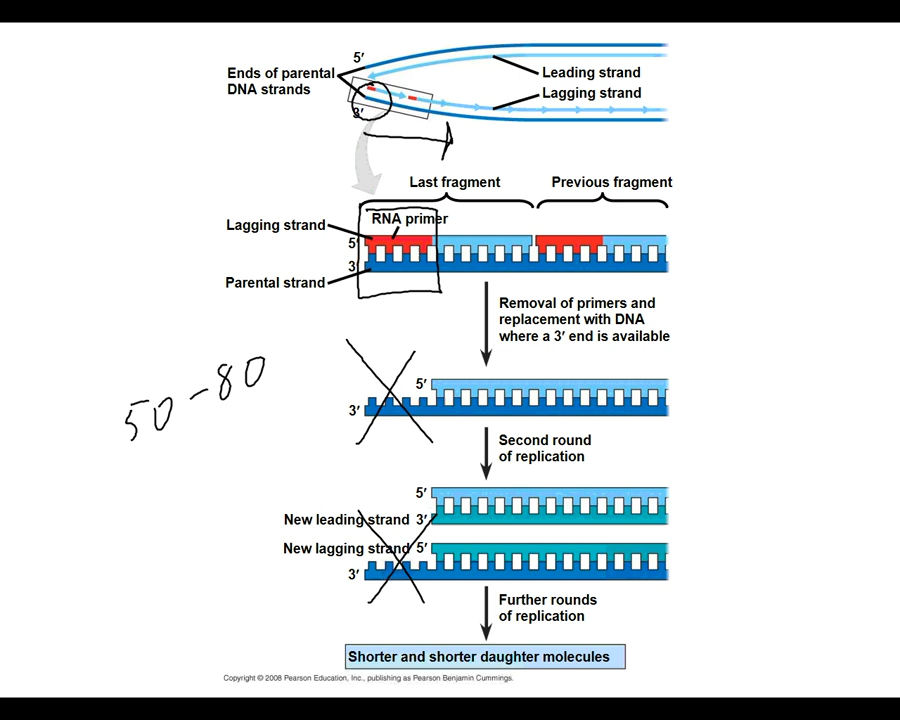 5′
Ends of parental
DNA strands
Leading strand
Lagging strand
3′
Last fragment
Previous fragment
RNA primer
Lagging strand
5′
3
Parental strand
Removal of primers and
replacement with DNA
where a 3′ end is available
50-80
5′
3′
Second round
of replication
5′
New leading strand 3′
New lagging strand 5′
3′
Further rounds
of replication
Shorter and shorter daughter molecules
Copyright © 2008 Pearson Education, Inc., publishing as Pearson Benjamin Cummings.